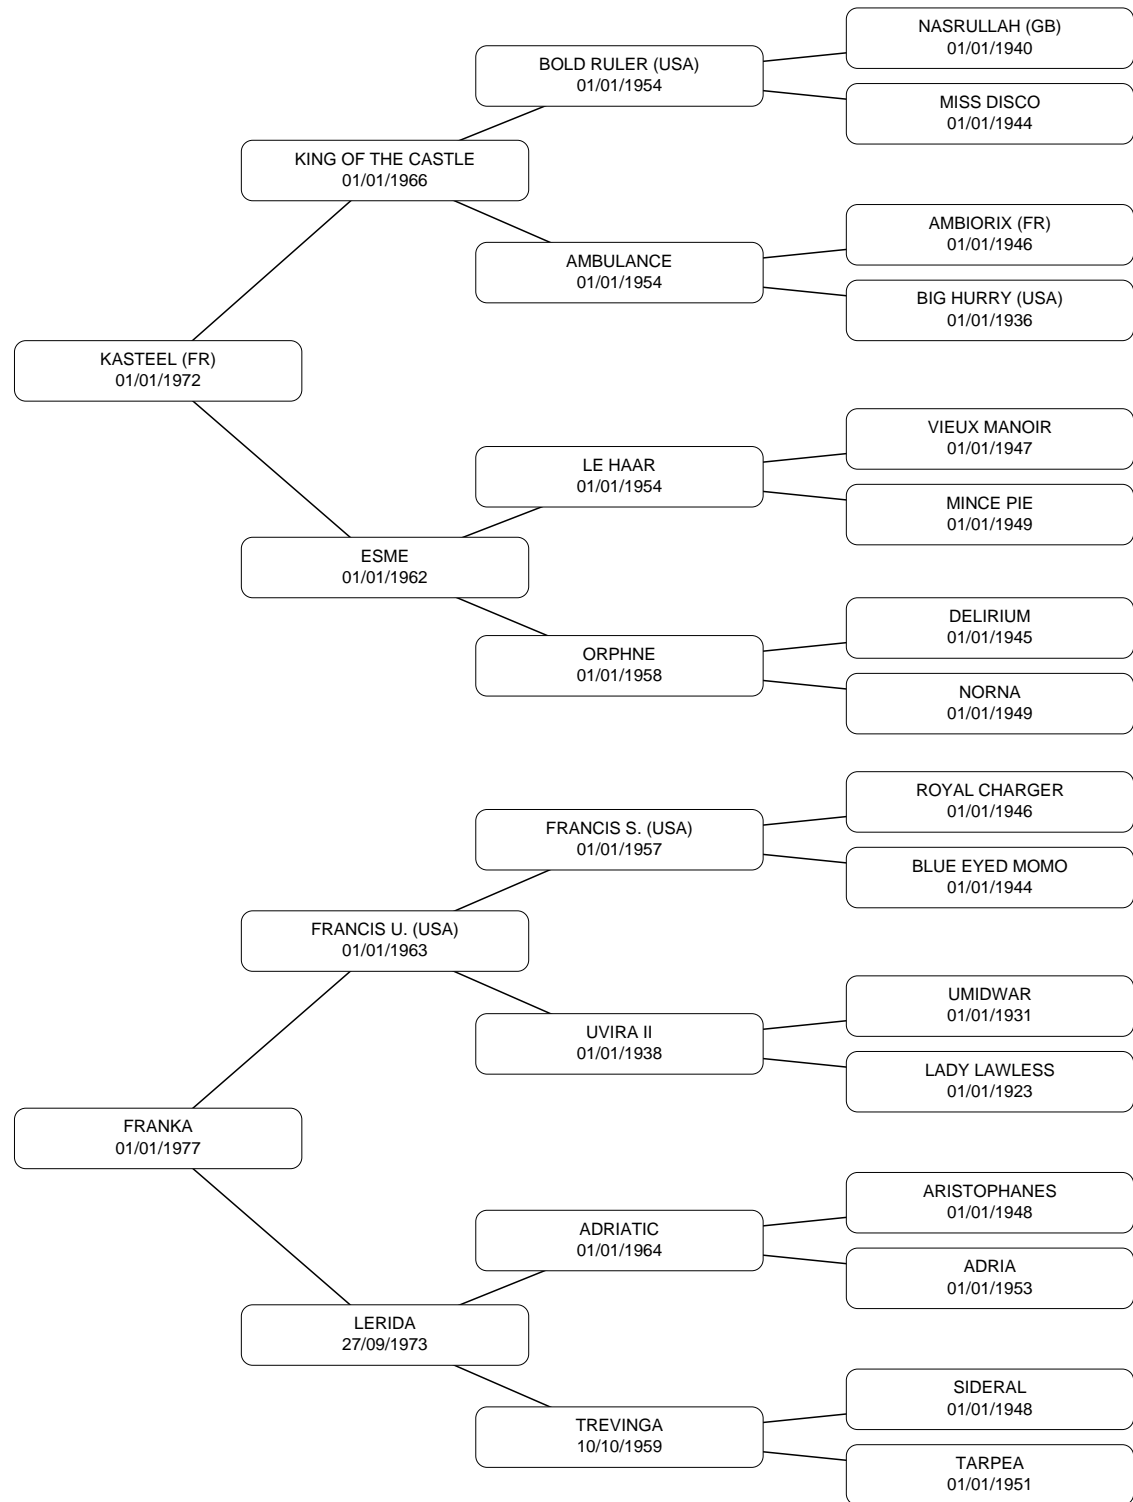 NASRULLAH (GB)
01/01/1940
BOLD RULER (USA)
01/01/1954
MISS DISCO
01/01/1944
KING OF THE CASTLE
01/01/1966
AMBIORIX (FR)
01/01/1946
AMBULANCE
01/01/1954
BIG HURRY (USA)
01/01/1936
KASTEEL (FR)
01/01/1972
VIEUX MANOIR
01/01/1947
LE HAAR
01/01/1954
MINCE PIE
01/01/1949
ESME
01/01/1962
DELIRIUM
01/01/1945
ORPHNE
01/01/1958
NORNA
01/01/1949
ROYAL CHARGER
01/01/1946
FRANCIS S. (USA)
01/01/1957
BLUE EYED MOMO
01/01/1944
FRANCIS U. (USA)
01/01/1963
UMIDWAR
01/01/1931
UVIRA II
01/01/1938
LADY LAWLESS
01/01/1923
FRANKA
01/01/1977
ARISTOPHANES
01/01/1948
ADRIATIC
01/01/1964
ADRIA
01/01/1953
LERIDA
27/09/1973
SIDERAL
01/01/1948
TREVINGA
10/10/1959
TARPEA
01/01/1951